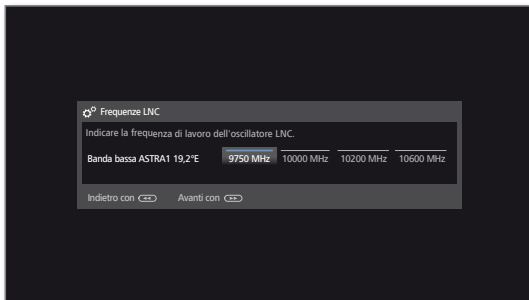 Frequenze LNC
Indicare la frequenza di lavoro dell'oscillatore LNC.
Banda bassa ASTRA1 19,2°E 9750 MHz 10000 MHz 10200 MHz 10600 MHz
Indietro con Avanti con